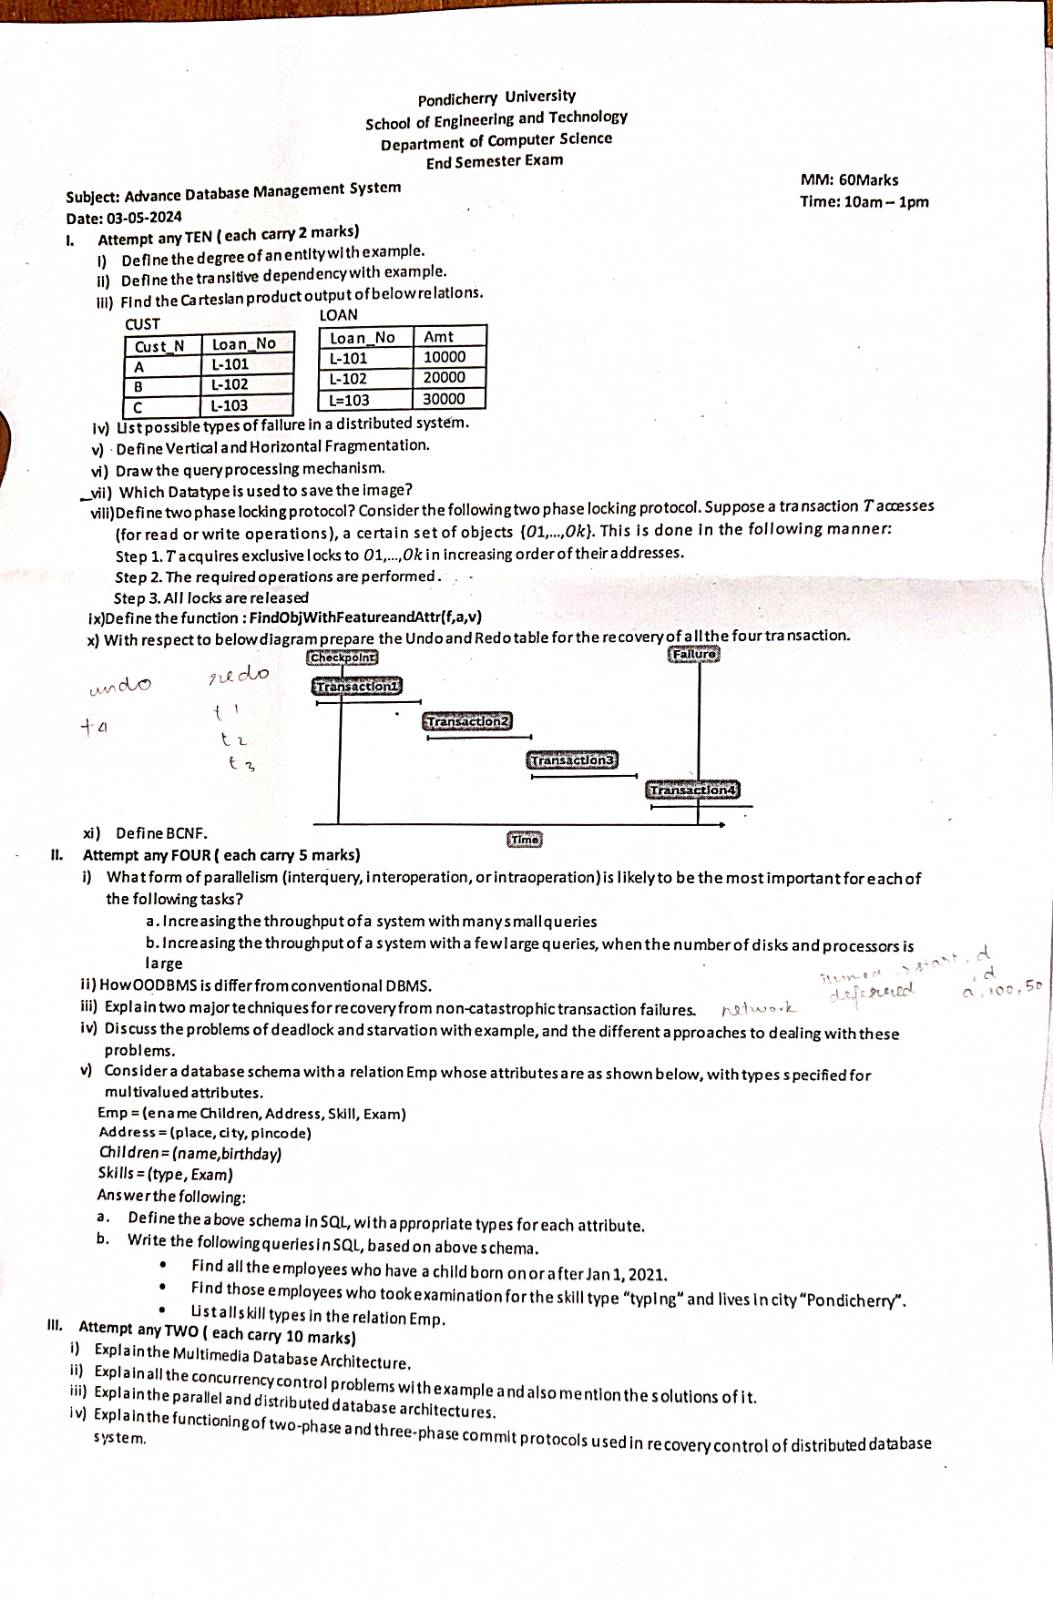 Pondicherry University
School of Engineering and Technology
Department of Computer Science
End Semester Exam
Subject: Advance Database Management System
MM: 60Marks
Date: 03-05-2024
Time: 10am – 1pm
I. Attempt any TEN ( each carry 2 marks)
i) Define the degree of an entity with example.
ii) Define the transitive dependency with example.
iii) Find the Cartesian product output of below relations.
CUST
Cust_N Loan_No
A L-101
B L-102
C L-103
LOAN
Loan_No Amt
L-101 10000
L-102 20000
L=103 30000
iv) List possible types of failure in a distributed system.
v) Define Vertical and Horizontal Fragmentation.
vi) Draw the query processing mechanism.
vii) Which Datatype is used to save the image?
viii) Define two phase locking protocol? Consider the following two phase locking protocol. Suppose a transaction T accesses
(for read or write operations), a certain set of objects {O1,...,Ok}. This is done in the following manner:
Step 1. T acquires exclusive locks to O1,...,Ok in increasing order of their addresses.
Step 2. The required operations are performed.
Step 3. All locks are released
ix)Define the function : FindObjWithFeatureandAttr(f,a,v)
x) With respect to below diagram prepare the Undo and Redo table for the recovery of all the four transaction.
Checkpoint
Failure
Transaction1
Transaction2
Transaction3
Transaction4
Time
undo redo
t4 t1
t2
t3
xi) Define BCNF.
II. Attempt any FOUR ( each carry 5 marks)
i) What form of parallelism (interquery, interoperation, or intraoperation) is likely to be the most important for each of
the following tasks?
a. Increasing the throughput of a system with many small queries
b. Increasing the throughput of a system with a few large queries, when the number of disks and processors is
large
ii) How OODBMS is differ from conventional DBMS.
start, d
deferred , d
a, 100, 50
iii) Explain two major techniques for recovery from non-catastrophic transaction failures. network
iv) Discuss the problems of deadlock and starvation with example, and the different approaches to dealing with these
problems.
v) Consider a database schema with a relation Emp whose attributes are as shown below, with types specified for
multivalued attributes.
Emp = (ename Children, Address, Skill, Exam)
Address = (place, city, pincode)
Children = (name,birthday)
Skills = (type, Exam)
Answer the following:
a. Define the above schema in SQL, with appropriate types for each attribute.
b. Write the following queries in SQL, based on above schema.
• Find all the employees who have a child born on or after Jan 1, 2021.
• Find those employees who took examination for the skill type "typing" and lives in city "Pondicherry".
• List all skill types in the relation Emp.
III. Attempt any TWO ( each carry 10 marks)
i) Explain the Multimedia Database Architecture.
ii) Explain all the concurrency control problems with example and also mention the solutions of it.
iii) Explain the parallel and distributed database architectures.
iv) Explain the functioning of two-phase and three-phase commit protocols used in recovery control of distributed database
system.